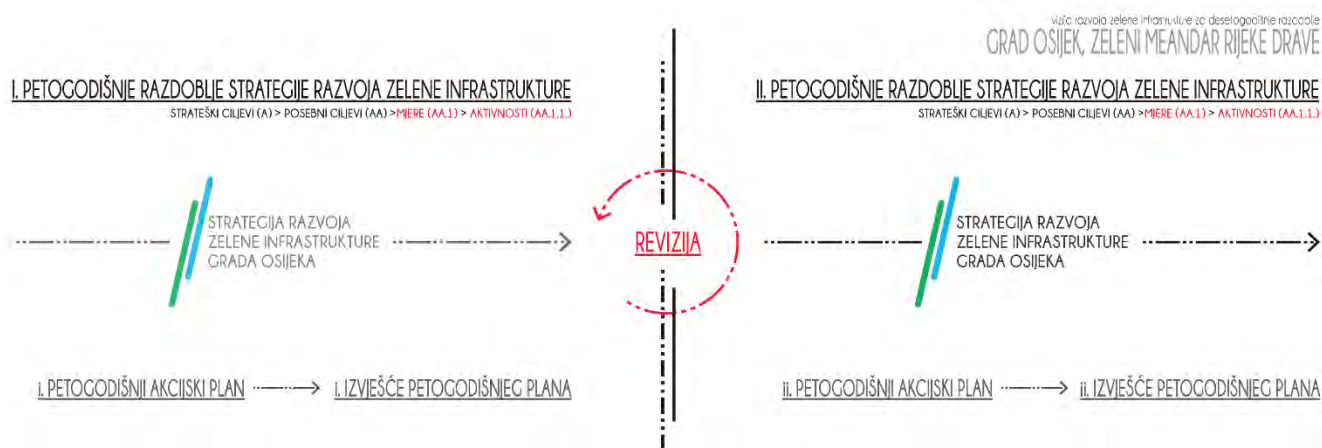 vizija razvoja zelene infrastrukture za desetogodišnje razdoblje
GRAD OSIJEK, ZELENI MEANDAR RIJEKE DRAVE
I. PETOGODIŠNJE RAZDOBLJE STRATEGIJE RAZVOJA ZELENE INFRASTRUKTURE
STRATEŠKI CILJEVI (A) > POSEBNI CILJEVI (AA) >MJERE (AA.1) > AKTIVNOSTI (AA.1.1.)
STRATEGIJA RAZVOJA
ZELENE INFRASTRUKTURE
GRADA OSIJEKA
i. PETOGODIŠNJI AKCIJSKI PLAN
i. IZVJEŠĆE PETOGODIŠNJEG PLANA
REVIZIJA
II. PETOGODIŠNJE RAZDOBLJE STRATEGIJE RAZVOJA ZELENE INFRASTRUKTURE
STRATEŠKI CILJEVI (A) > POSEBNI CILJEVI (AA) >MJERE (AA.1) > AKTIVNOSTI (AA.1.1.)
STRATEGIJA RAZVOJA
ZELENE INFRASTRUKTURE
GRADA OSIJEKA
ii. PETOGODIŠNJI AKCIJSKI PLAN
ii. IZVJEŠĆE PETOGODIŠNJEG PLANA